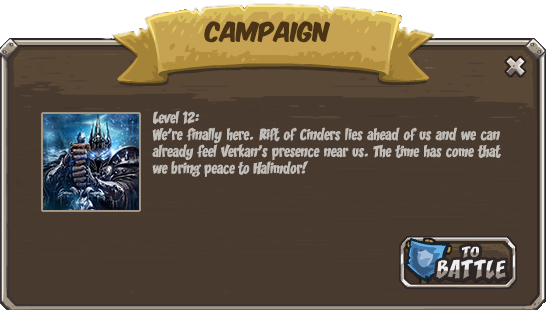 CAMPAIGN
Level 12:
We're finally here. Rift of Cinders lies ahead of us and we can
already feel Verkan's presence near us. The time has come that
we bring peace to Halimdor!
TO
BATTLE